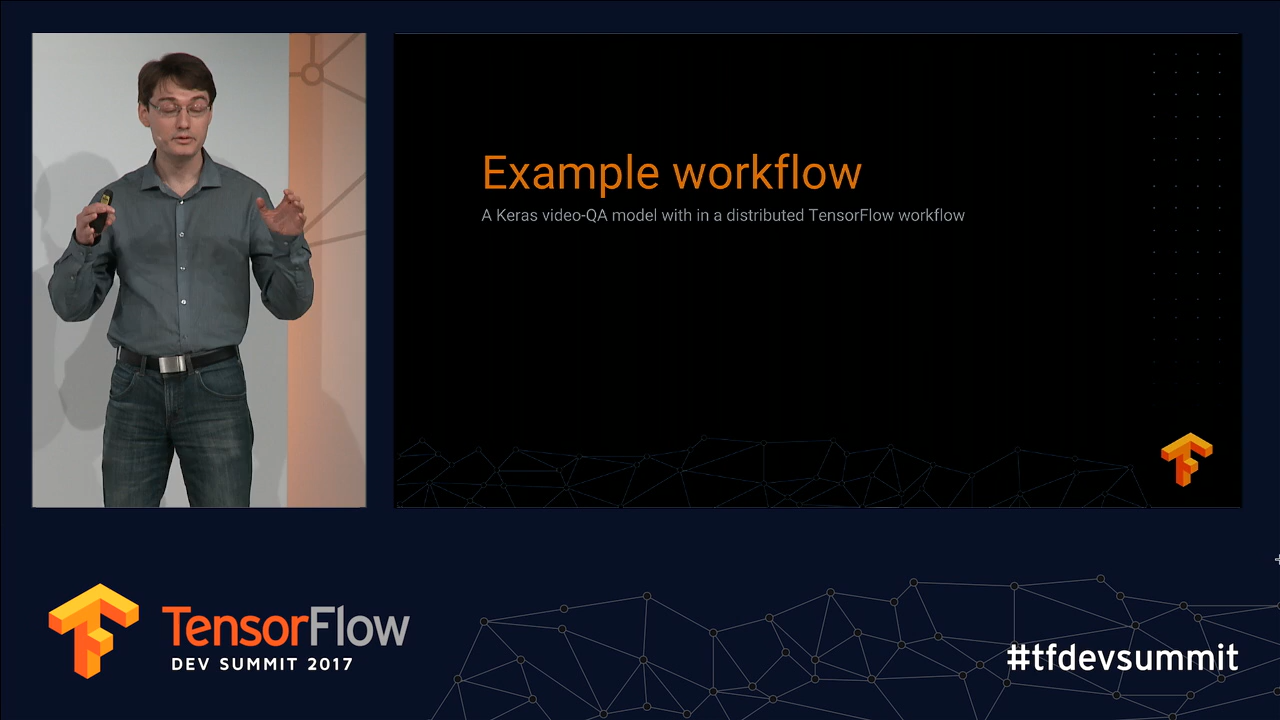 Example workflow
A Keras video-QA model with in a distributed TensorFlow workflow
TensorFlow
DEV SUMMIT 2017
#tfdevsummit